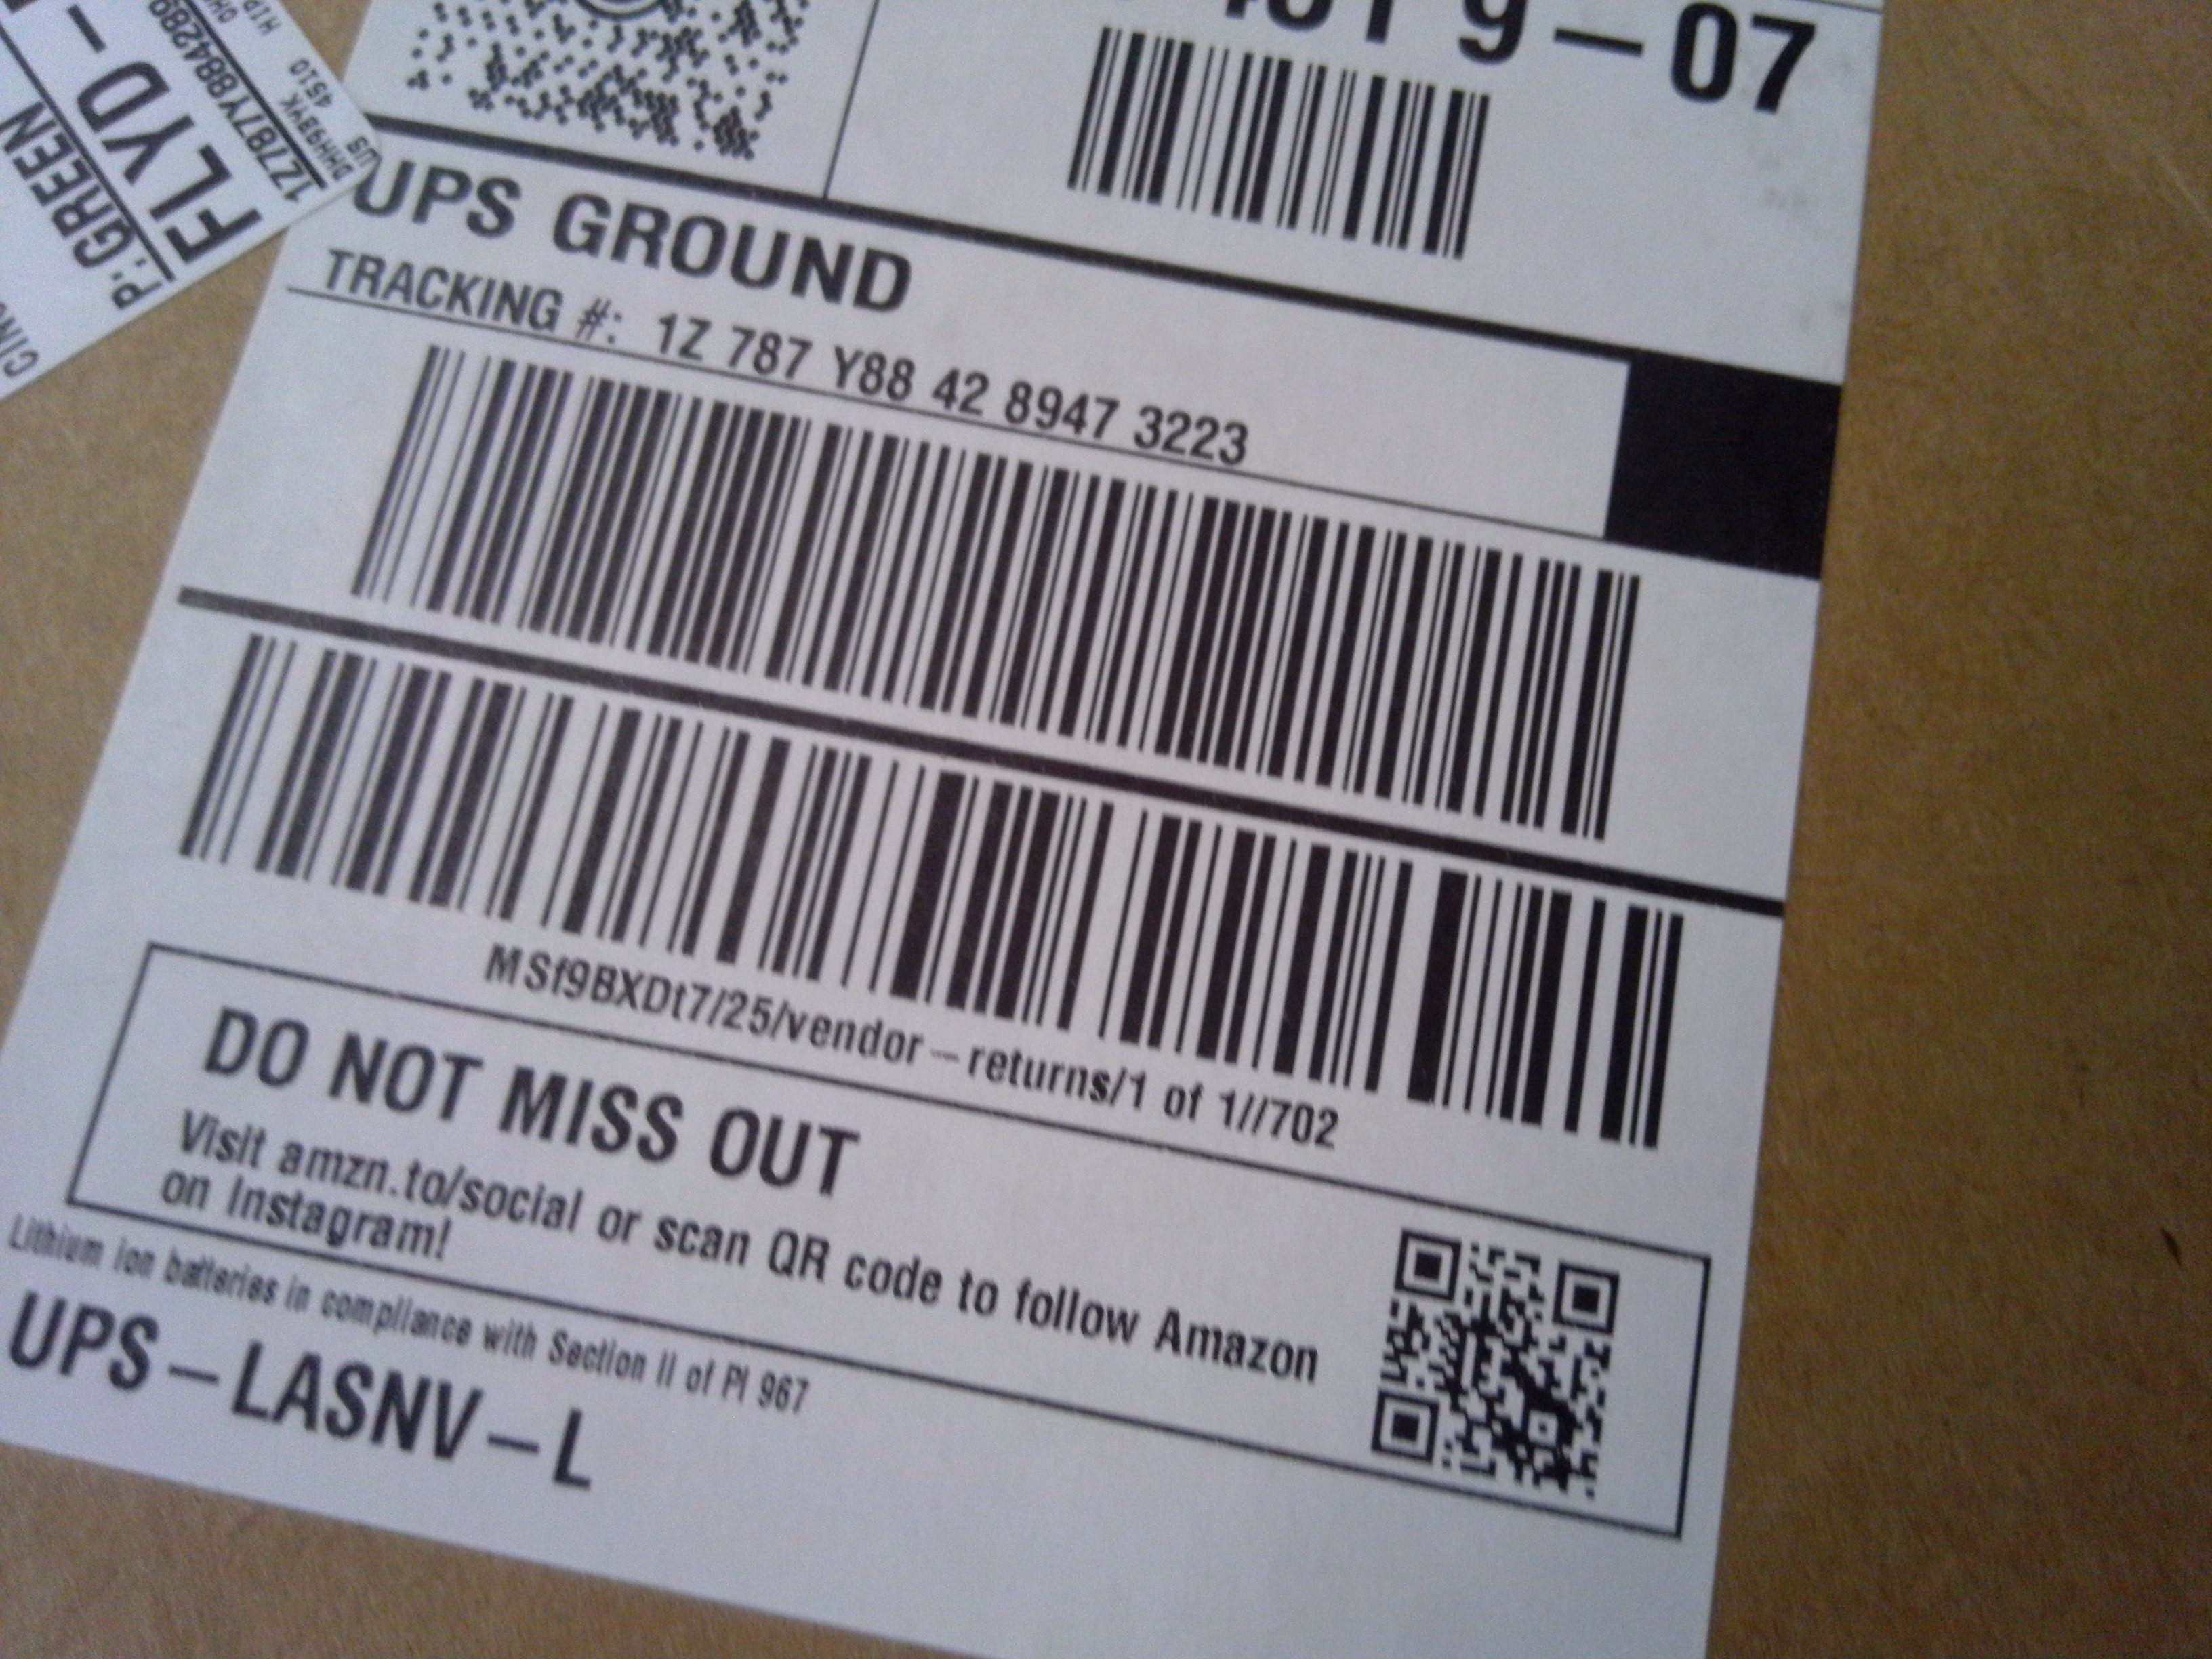 P: GREEN
FLYD-
US
4510
9-07
UPS GROUND
TRACKING #: 1Z 787 Y88 42 8947 3223
MSf9BXDt7/25/vendor-returns/1 of 1//702
DO NOT MISS OUT
Visit amzn.to/social or scan QR code to follow Amazon
on Instagram!
Lithium ion batteries in compliance with Section II of PI 967
UPS-LASNV-L